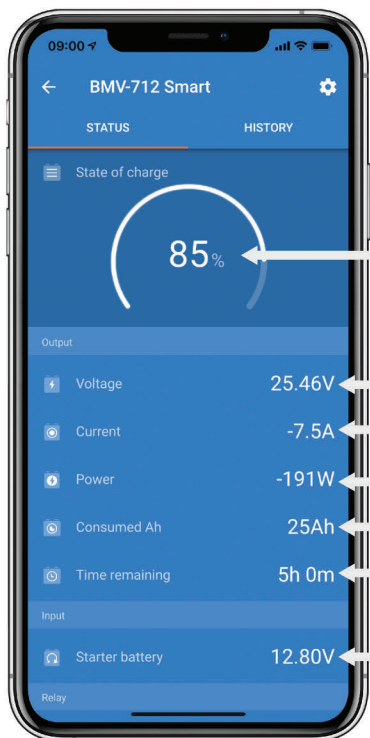 09:00
BMV-712 Smart
STATUS HISTORY
State of charge
85%
Output
Voltage 25.46V
Current -7.5A
Power -191W
Consumed Ah 25Ah
Time remaining 5h 0m
Input
Starter battery 12.80V
Relay